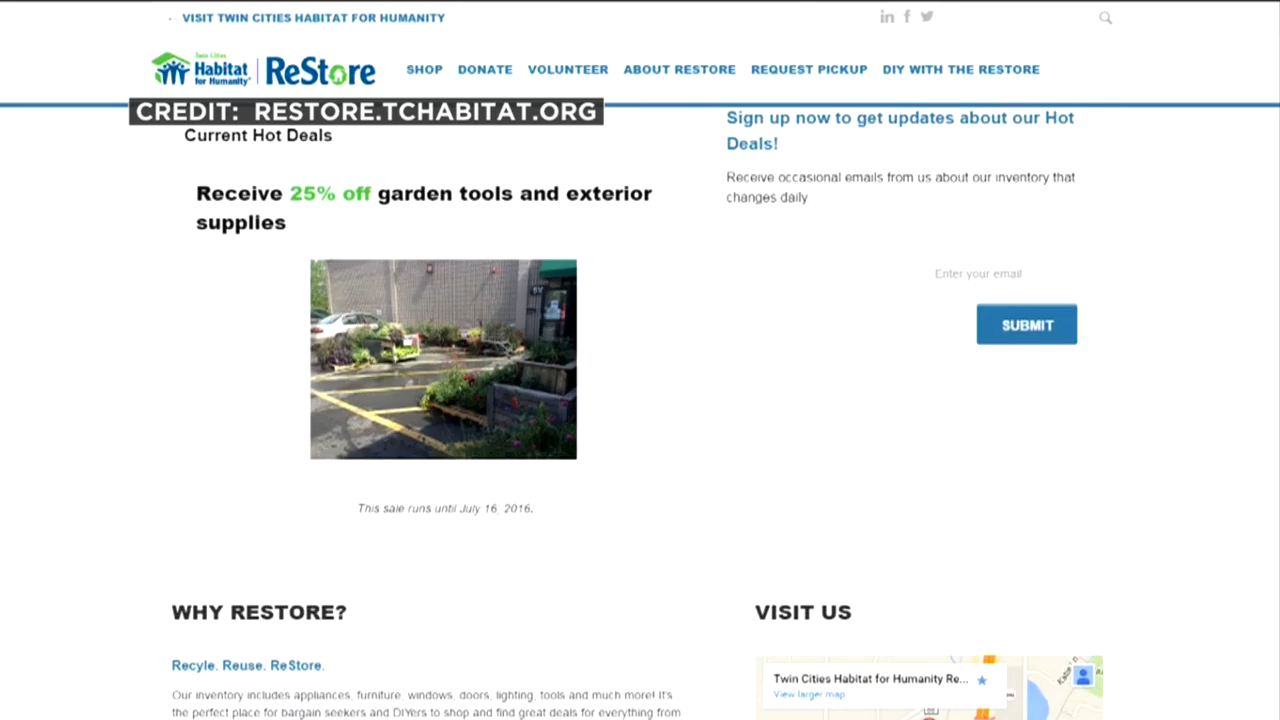 ← VISIT TWIN CITIES HABITAT FOR HUMANITY
in f
Twin Cities
Habitat
for Humanity®
ReStore
SHOP DONATE VOLUNTEER ABOUT RESTORE REQUEST PICKUP DIY WITH THE RESTORE
CREDIT: RESTORE.TCHABITAT.ORG
Current Hot Deals
Receive 25% off garden tools and exterior
supplies
This sale runs until July 16, 2016.
Sign up now to get updates about our Hot
Deals!
Receive occasional emails from us about our inventory that
changes daily
Enter your email
SUBMIT
WHY RESTORE?
Recyle. Reuse. ReStore.
Our inventory includes appliances, furniture, windows, doors, lighting, tools and much more! It's
the perfect place for bargain seekers and DIYers to shop and find great deals for everything from
VISIT US
Twin Cities Habitat for Humanity Re...
View larger map